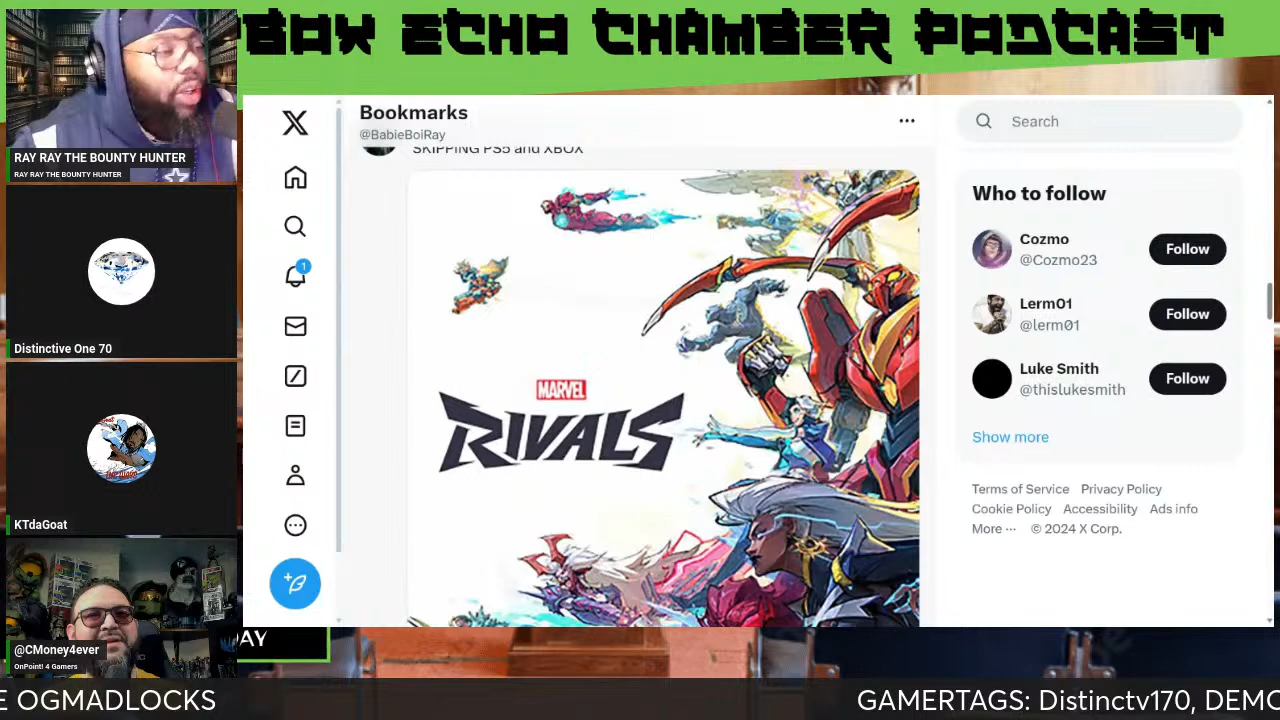 BOX ECHO CHAMBER PODCAST
RAY RAY THE BOUNTY HUNTER
RAY RAY THE BOUNTY HUNTER
Distinctive One 70
KTdaGoat
@CMoney4ever
OnPoint! 4 Gamers
Bookmarks
@BabieBoiRay
SKIPPING PS5 and XBOX
1
MARVEL
RIVALS
Search
Who to follow
Cozmo
@Cozmo23
Follow
Lerm01
@lerm01
Follow
Luke Smith
@thislukesmith
Follow
Show more
Terms of Service Privacy Policy
Cookie Policy Accessibility Ads info
More ··· © 2024 X Corp.
AY
E OGMADLOCKS
GAMERTAGS: Distinctv170, DEMO